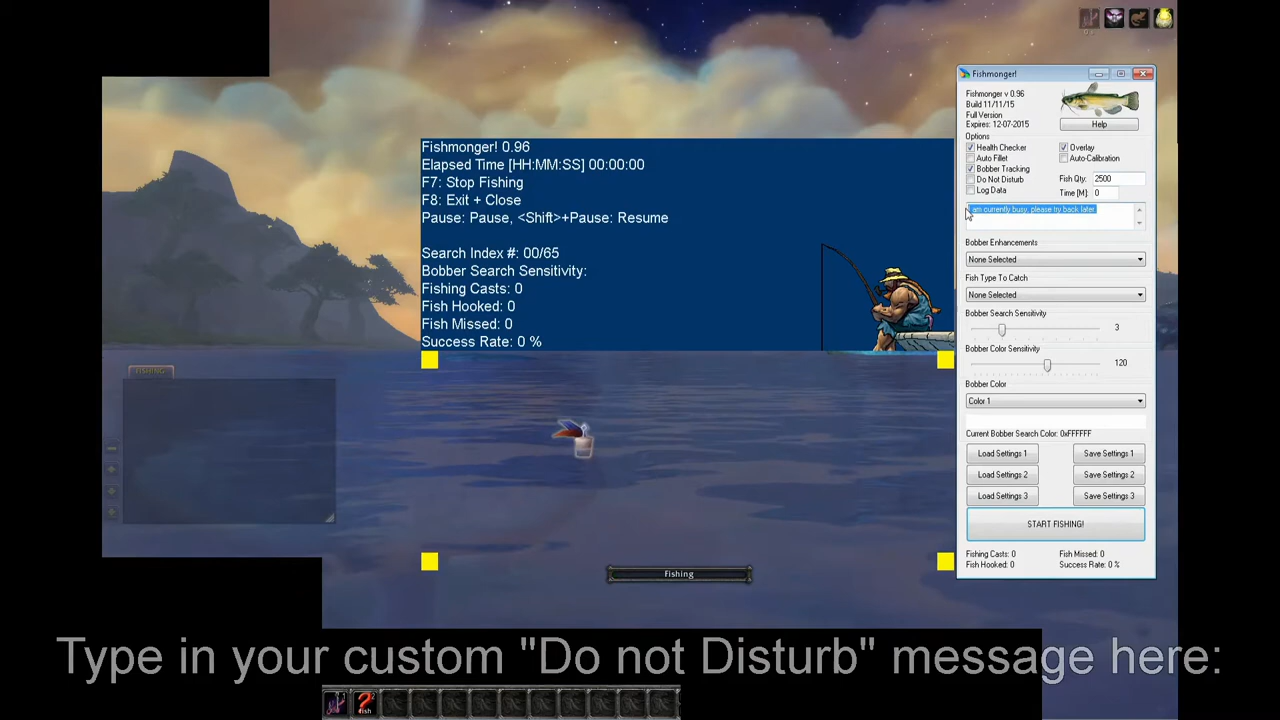 Fishmonger!
Fishmonger v 0.96
Build 11/11/15
Full Version
Expires: 12-07-2015
Help
Options
Health Checker
Overlay
Auto Fillet
Auto-Calibration
Bobber Tracking
Do Not Disturb
Fish Qty:
2500
Log Data
Time [M]:
0
I am currently busy, please try back later.
Bobber Enhancements
None Selected
Fish Type To Catch
None Selected
Bobber Search Sensitivity
3
Bobber Color Sensitivity
120
Bobber Color
Color 1
Current Bobber Search Color: 0xFFFFFF
Load Settings 1
Save Settings 1
Load Settings 2
Save Settings 2
Load Settings 3
Save Settings 3
START FISHING!
Fishing Casts: 0
Fish Missed: 0
Fish Hooked: 0
Success Rate: 0 %
Fishmonger! 0.96
Elapsed Time [HH:MM:SS] 00:00:00
F7: Stop Fishing
F8: Exit + Close
Pause: Pause, <Shift>+Pause: Resume
Search Index #: 00/65
Bobber Search Sensitivity:
Fishing Casts: 0
Fish Hooked: 0
Fish Missed: 0
Success Rate: 0 %
FISHING
Fishing
Type in your custom "Do not Disturb" message here:
fish